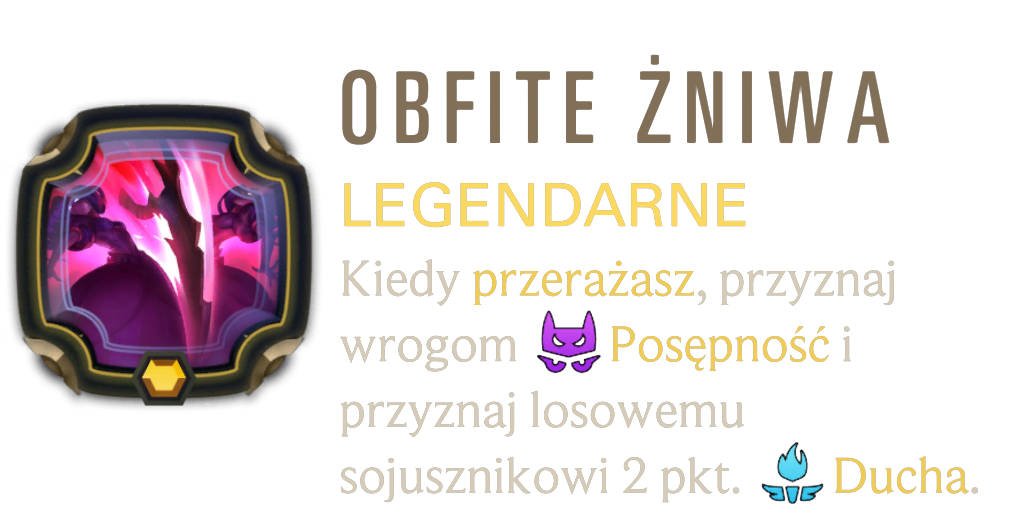 OBFITE ŻNIWA
LEGENDARNE
Kiedy przerażasz, przyznaj
wrogom Posępność i
przyznaj losowemu
sojusznikowi 2 pkt. Ducha.